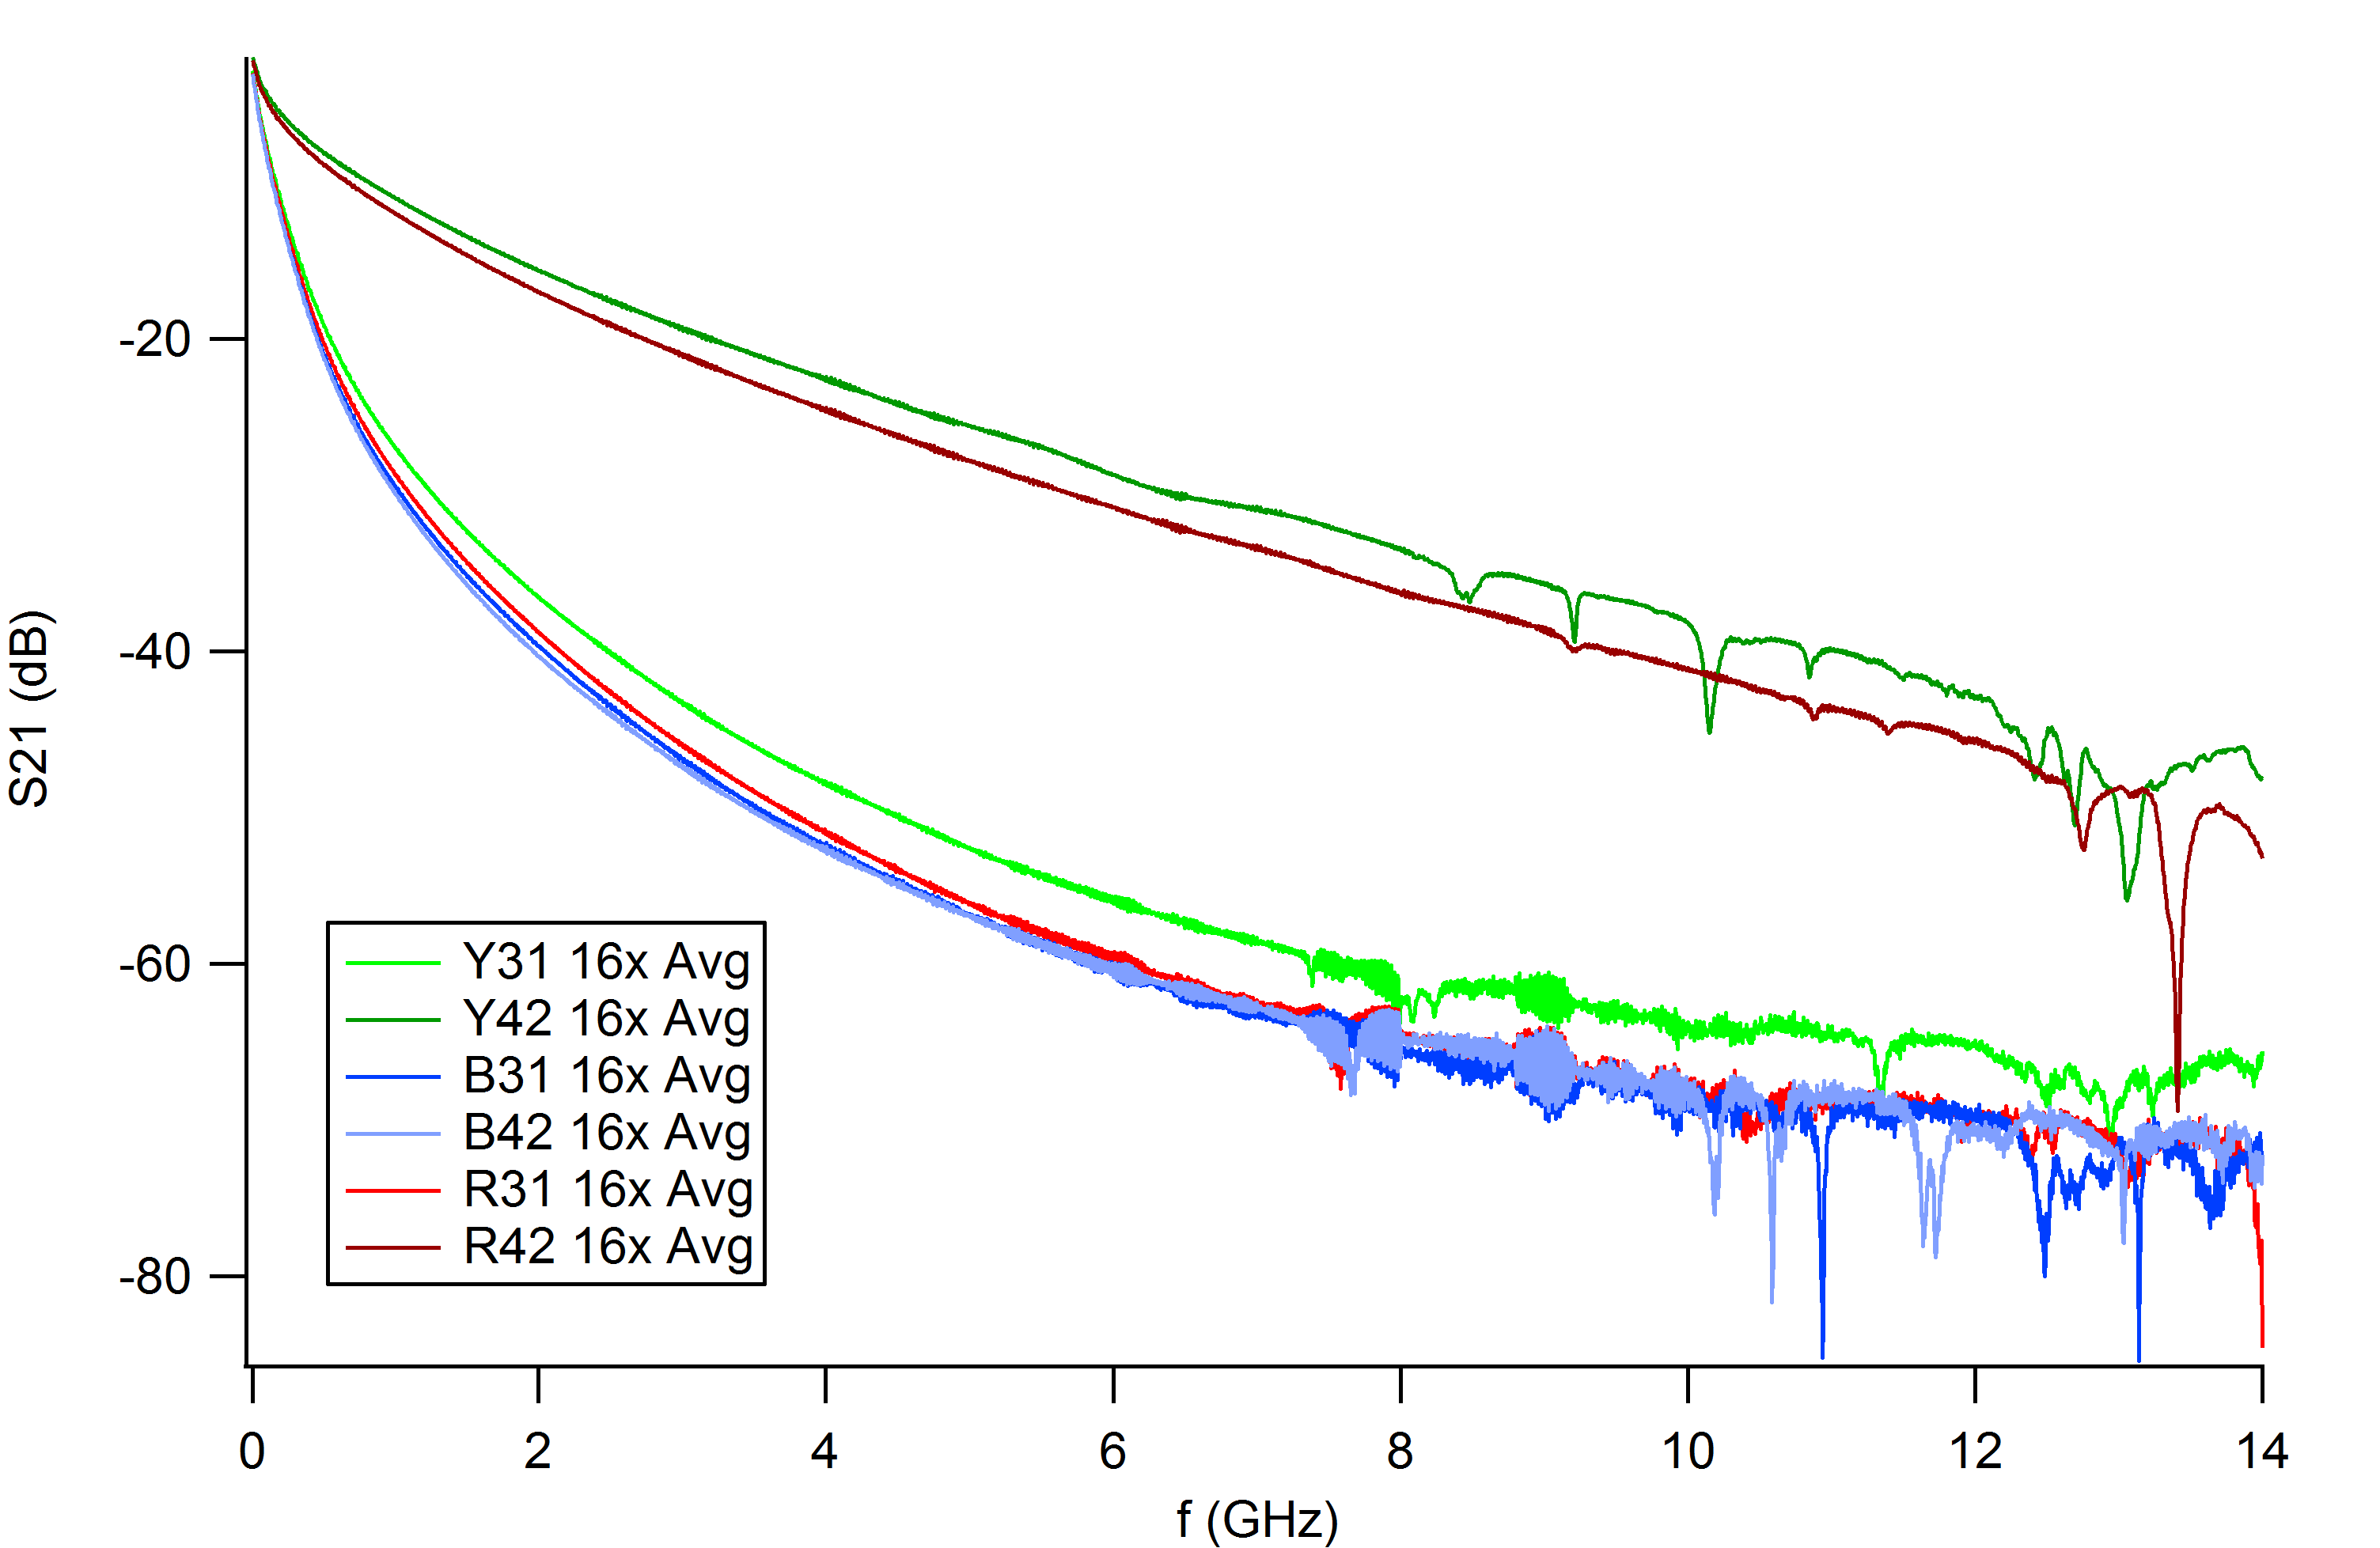 -20
-40
-60
-80
S21 (dB)
Y31 16x Avg
Y42 16x Avg
B31 16x Avg
B42 16x Avg
R31 16x Avg
R42 16x Avg
0 2 4 6 8 10 12 14
f (GHz)